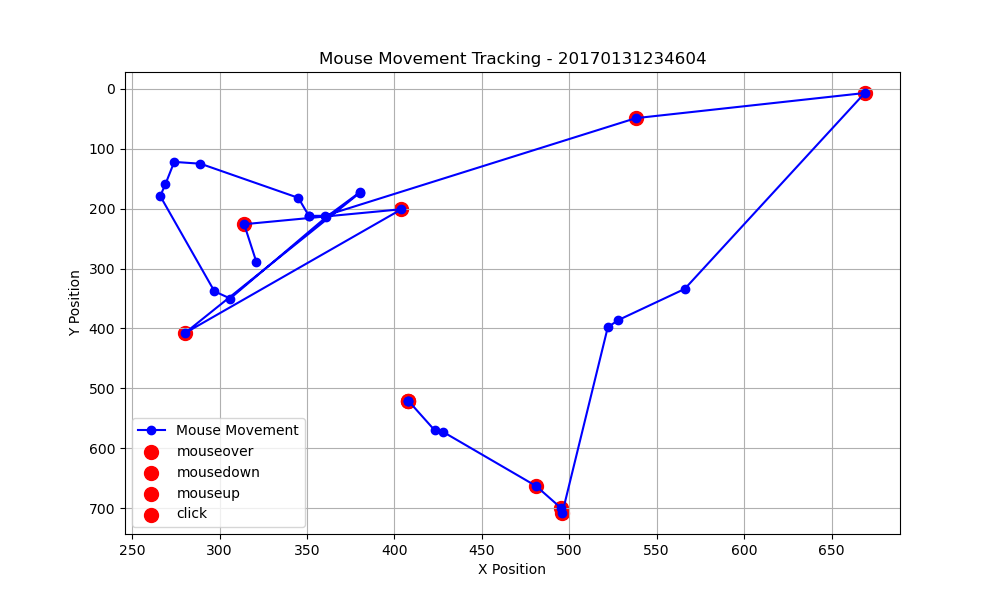 Mouse Movement Tracking - 20170131234604
0
100
200
300
400
500
600
700
Y Position
Mouse Movement
mouseover
mousedown
mouseup
click
250 300 350 400 450 500 550 600 650
X Position